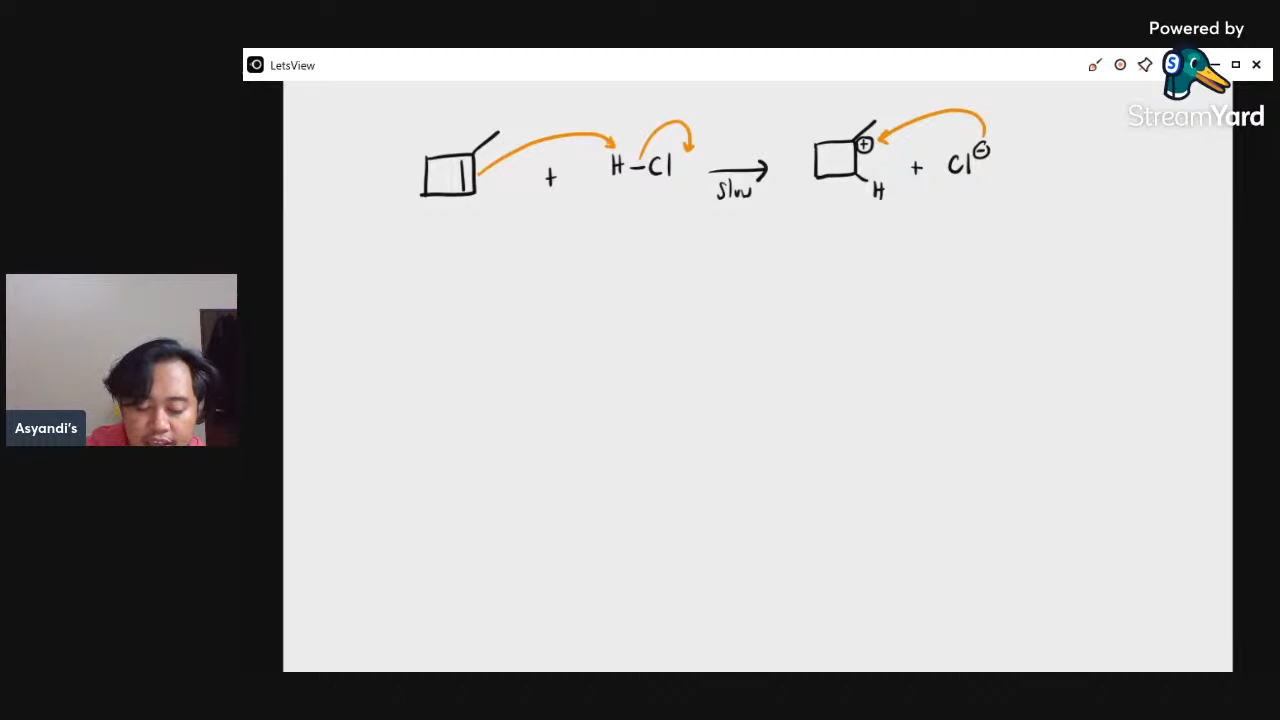 Powered by
LetsView
StreamYard
+ H-Cl slow ⊕ H + Cl⊖
Asyandi's